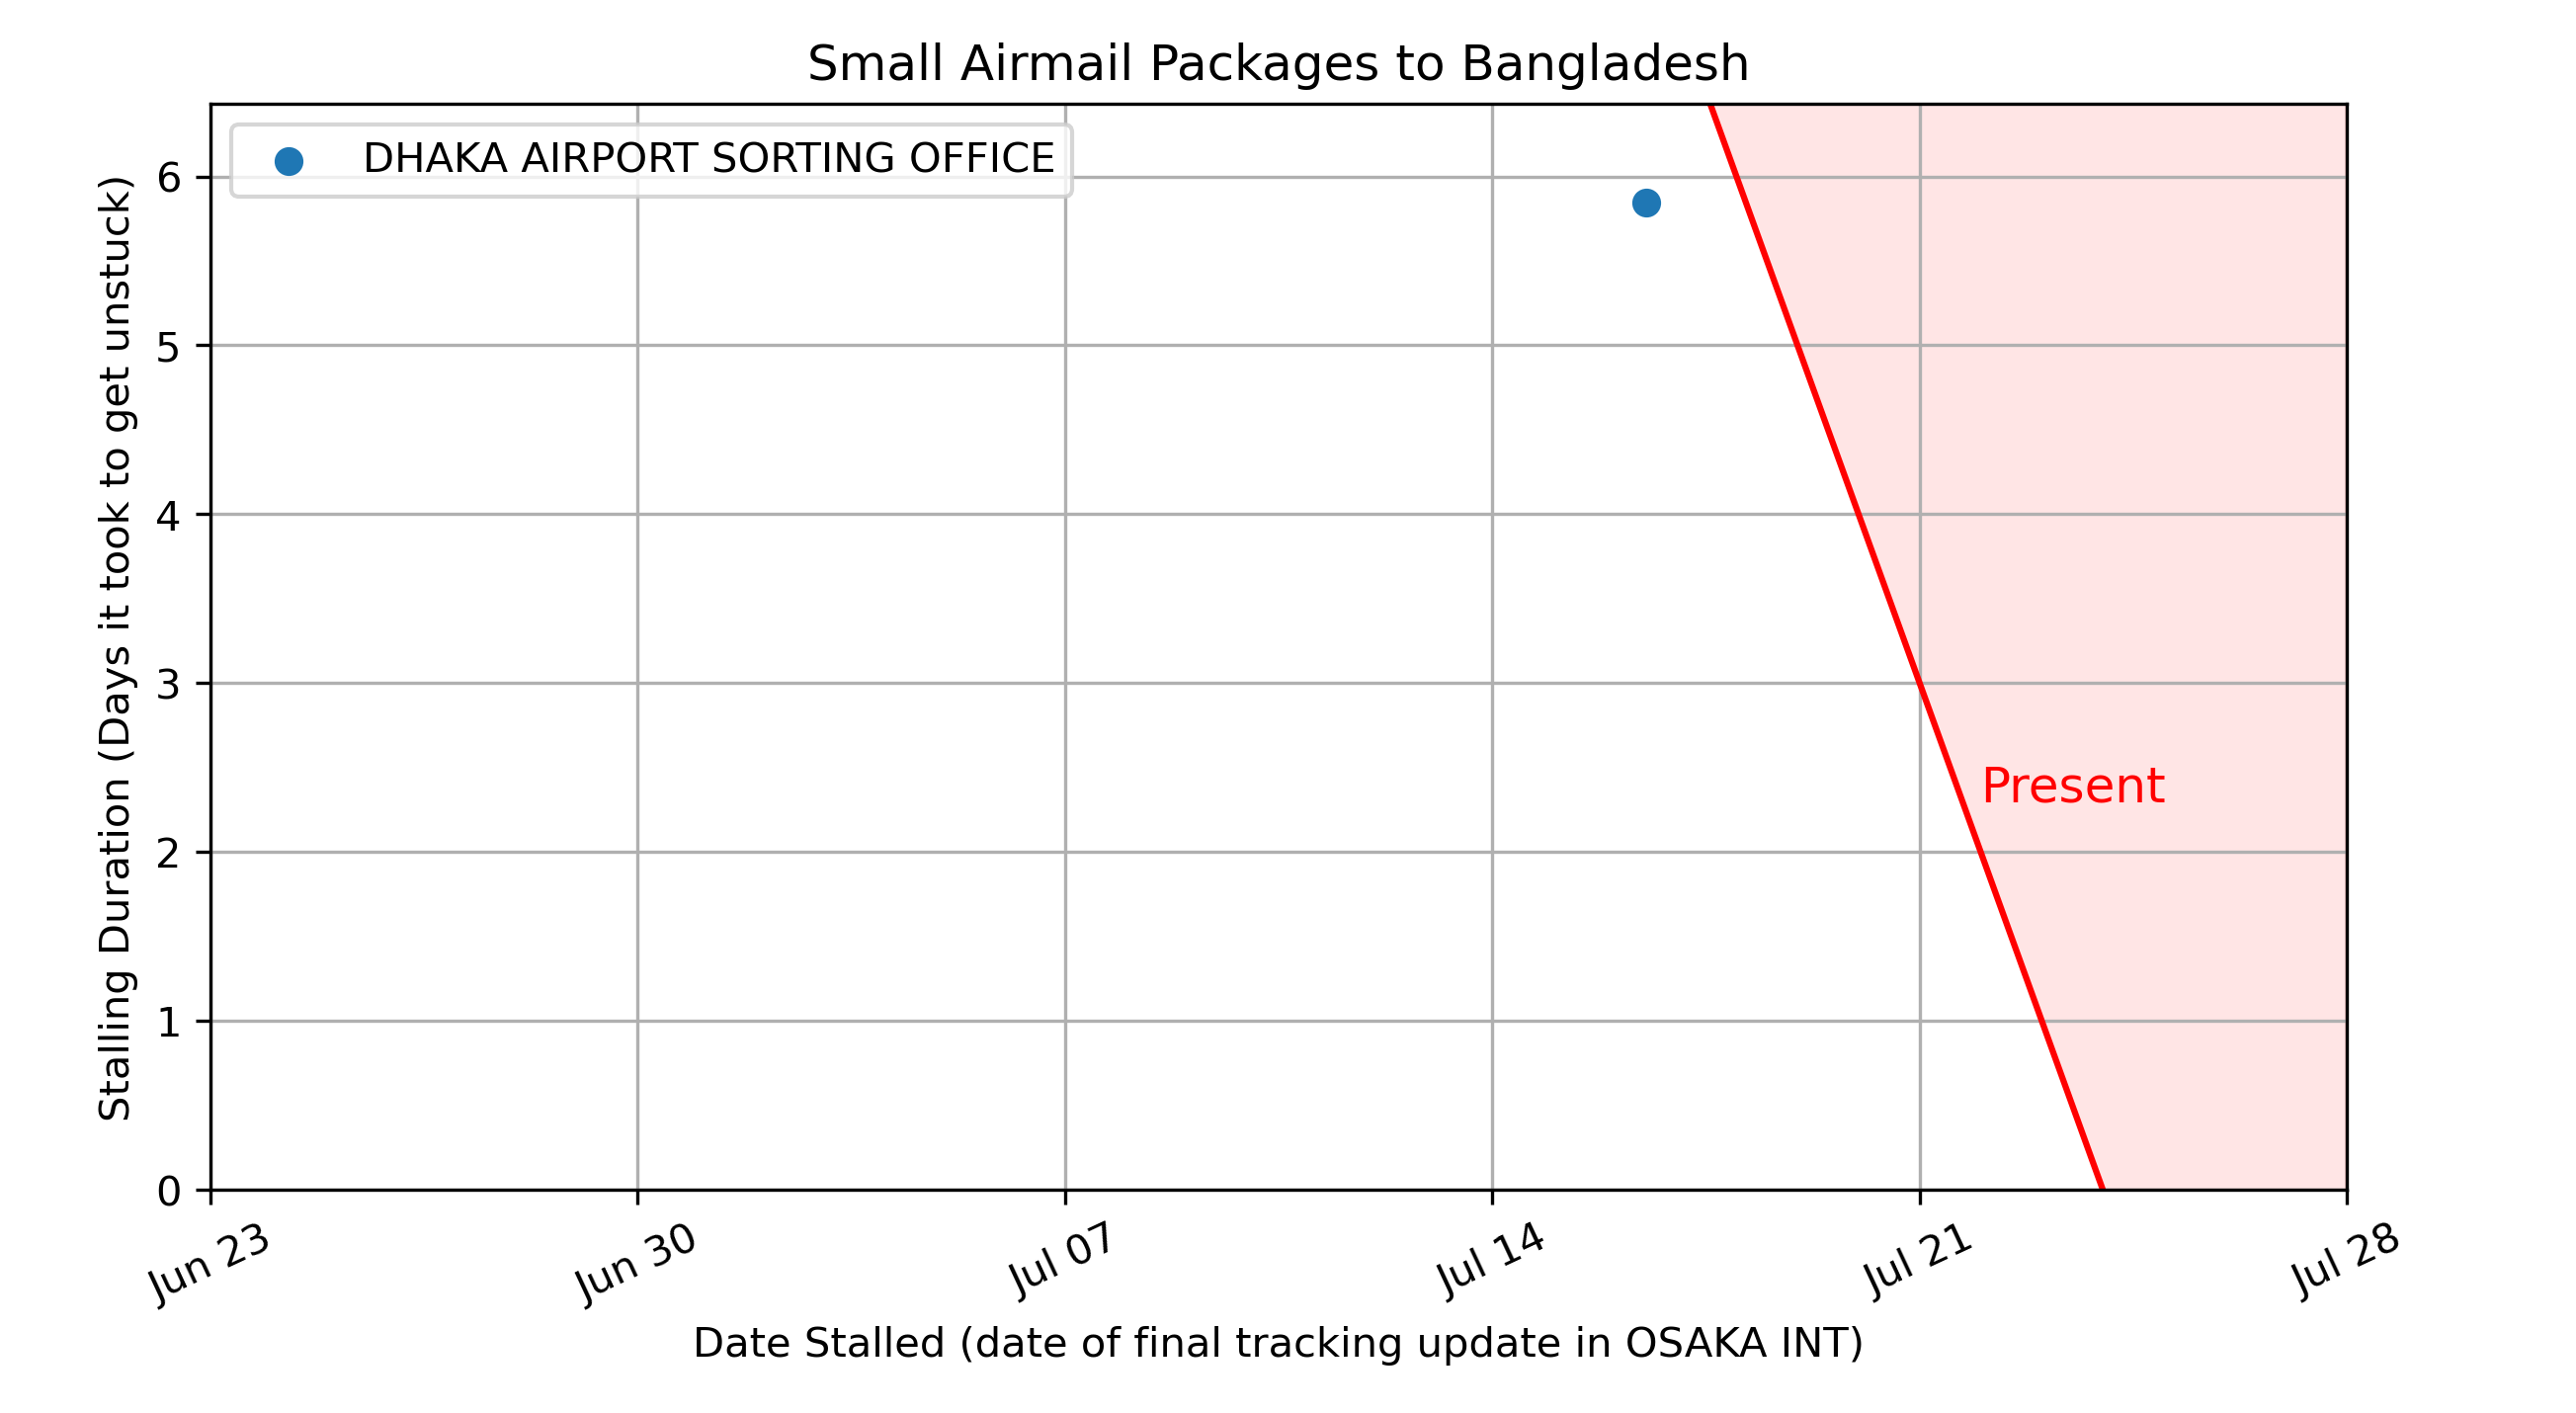 Small Airmail Packages to Bangladesh
DHAKA AIRPORT SORTING OFFICE
Stalling Duration (Days it took to get unstuck)
6
5
4
3
2
1
0
Present
Jun 23
Jun 30
Jul 07
Jul 14
Jul 21
Jul 28
Date Stalled (date of final tracking update in OSAKA INT)